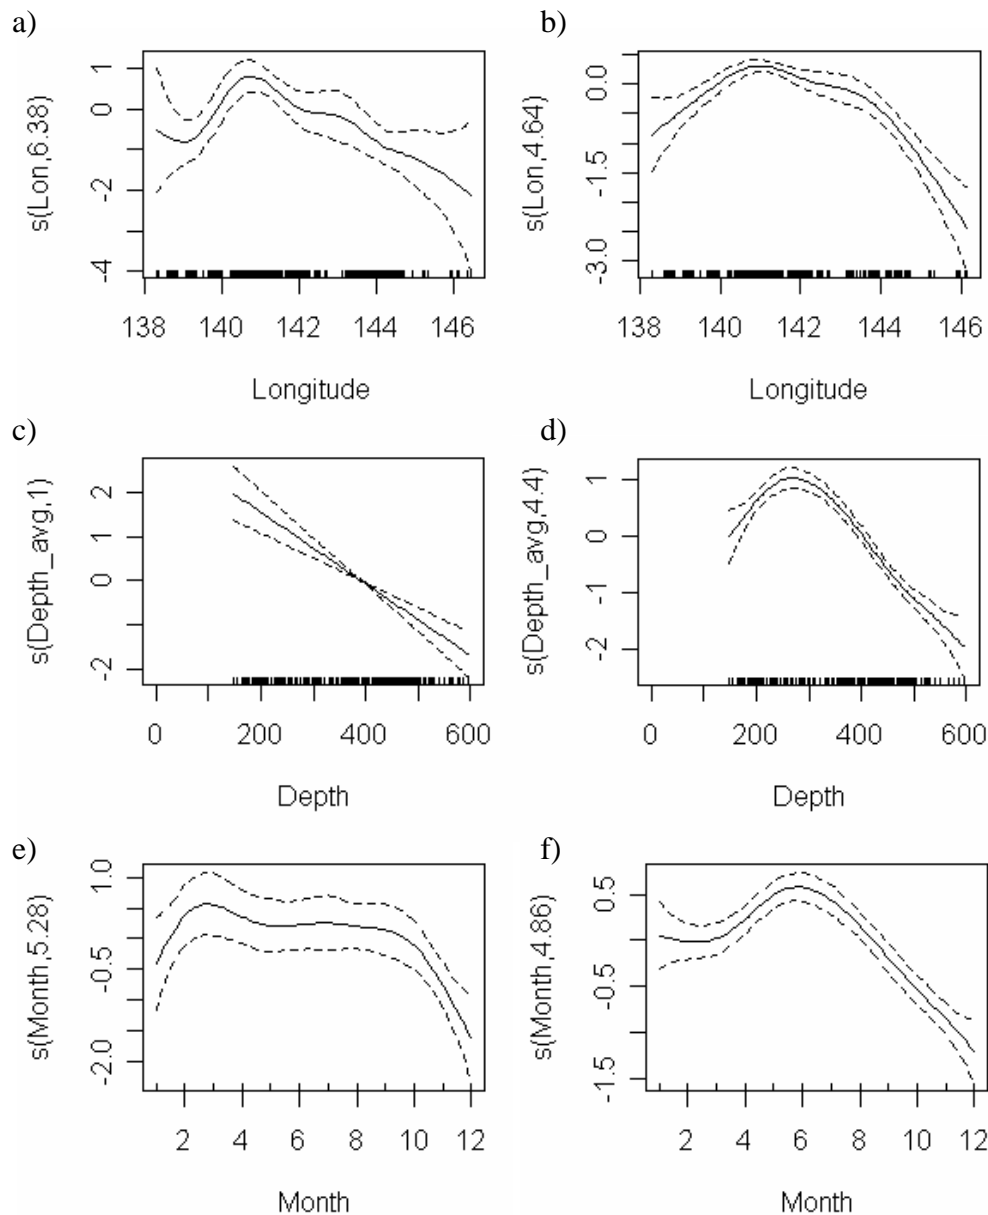 a)
b)
s(Lon,6.38)
1
0
-2
-4
138 140 142 144 146
Longitude
s(Lon,4.64)
0.0
-1.5
-3.0
138 140 142 144 146
Longitude
c)
d)
s(Depth_avg,1)
2
1
0
-2
0 200 400 600
Depth
s(Depth_avg,4.4)
1
0
-1
-2
0 200 400 600
Depth
e)
f)
s(Month,5.28)
1.0
-0.5
-2.0
2 4 6 8 10 12
Month
s(Month,4.86)
0.5
-0.5
-1.5
2 4 6 8 10 12
Month